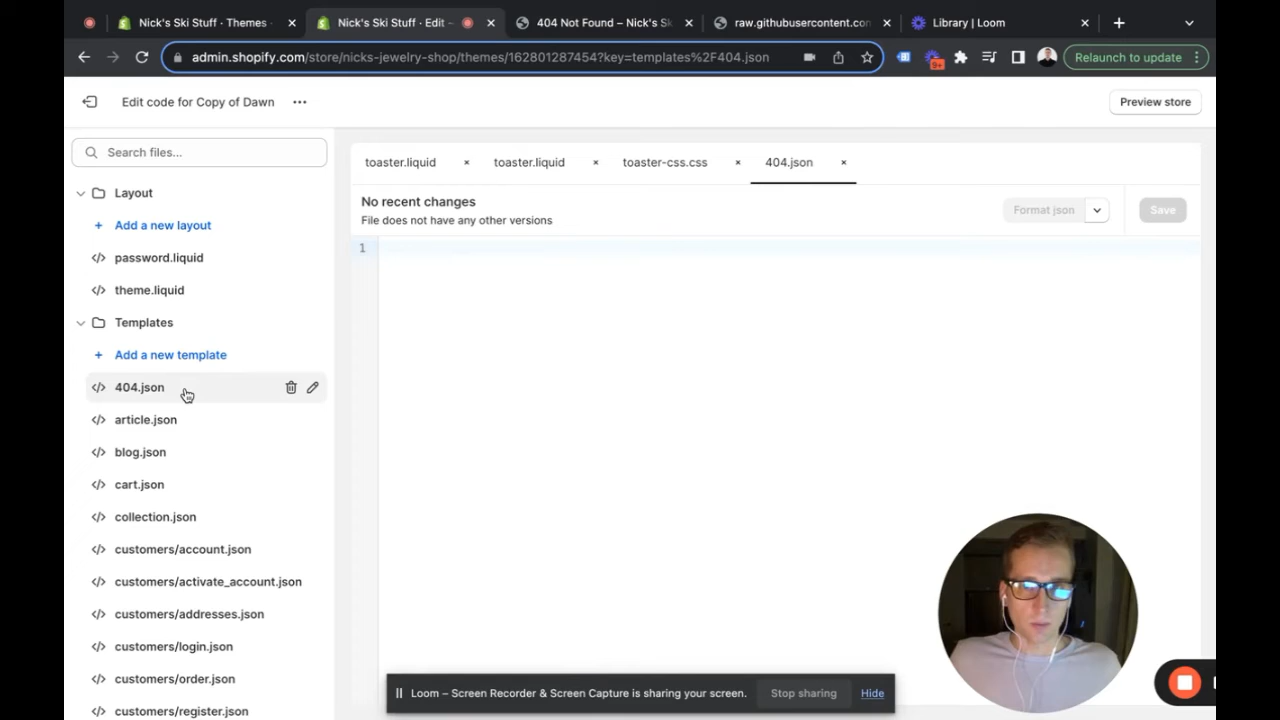 Nick's Ski Stuff · Themes
Nick's Ski Stuff · Edit
404 Not Found – Nick's Sk
raw.githubusercontent.con
Library | Loom
admin.shopify.com/store/nicks-jewelry-shop/themes/162801287454?key=templates%2F404.json
9+
Relaunch to update
Edit code for Copy of Dawn
Preview store
Search files...
toaster.liquid
toaster.liquid
toaster-css.css
404.json
Layout
No recent changes
File does not have any other versions
Format json
Save
Add a new layout
1
password.liquid
theme.liquid
Templates
Add a new template
404.json
article.json
blog.json
cart.json
collection.json
customers/account.json
customers/activate_account.json
customers/addresses.json
customers/login.json
customers/order.json
customers/register.json
Loom – Screen Recorder & Screen Capture is sharing your screen.
Stop sharing
Hide